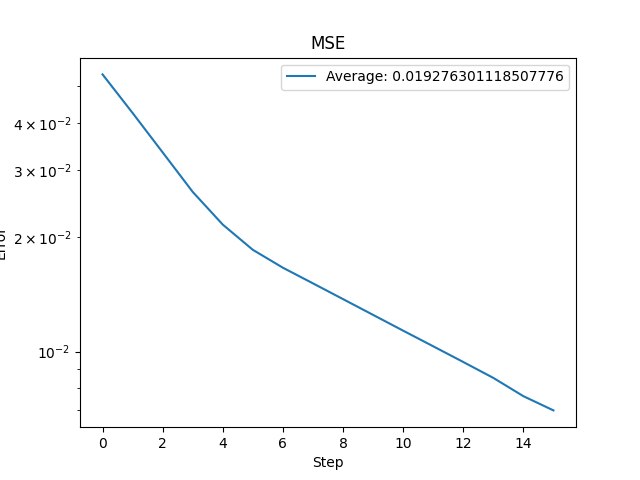 MSE
Average: 0.019276301118507776
4 × 10⁻²
3 × 10⁻²
2 × 10⁻²
10⁻²
Error
0 2 4 6 8 10 12 14
Step